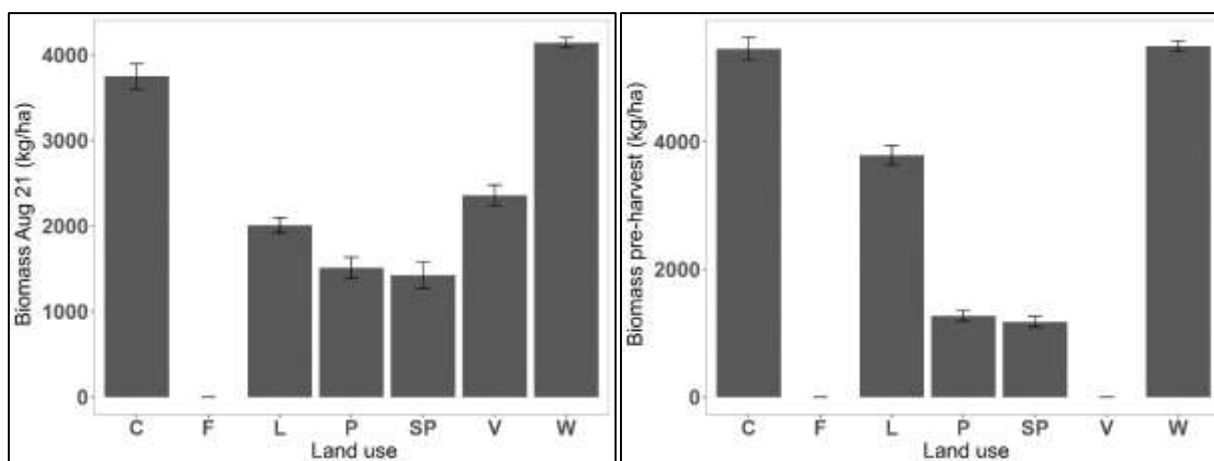 Biomass Aug 21 (kg/ha)
4000
3000
2000
1000
0
C F L P SP V W
Land use
Biomass pre-harvest (kg/ha)
4000
2000
0
C F L P SP V W
Land use